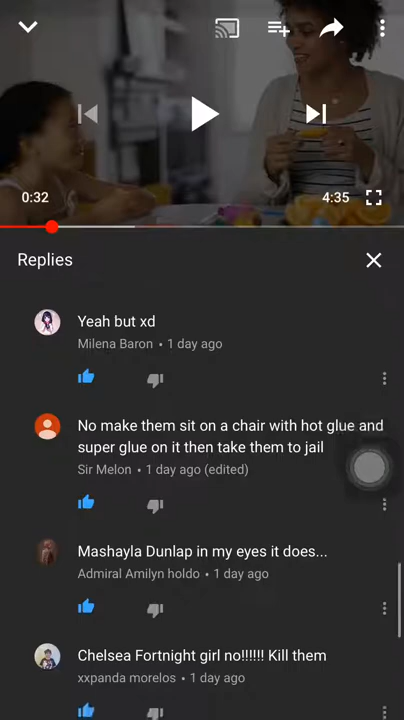 0:32
4:35
Replies
Yeah but xd
Milena Baron • 1 day ago
No make them sit on a chair with hot glue and
super glue on it then take them to jail
Sir Melon • 1 day ago (edited)
Mashayla Dunlap in my eyes it does...
Admiral Amilyn holdo • 1 day ago
Chelsea Fortnight girl no!!!!!! Kill them
xxpanda morelos • 1 day ago